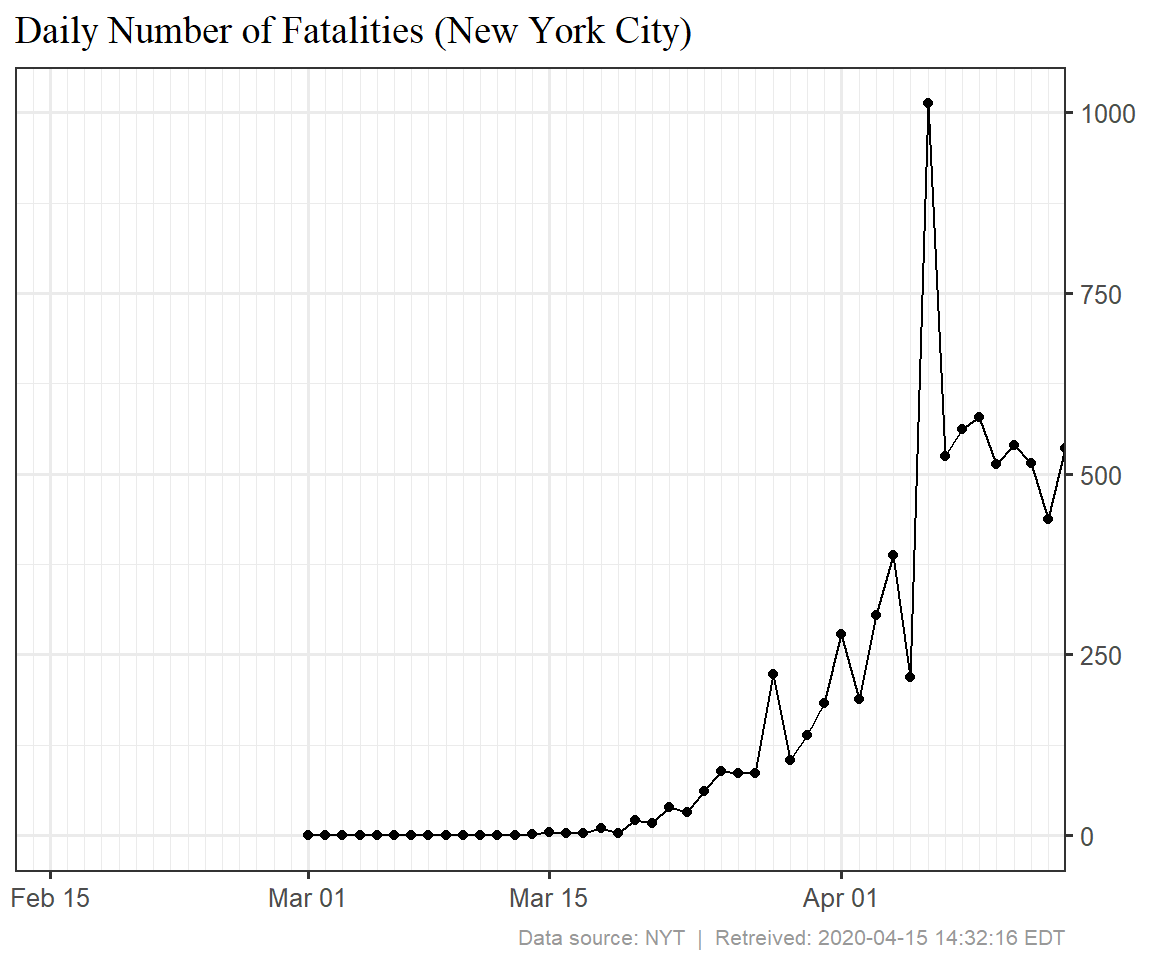 Daily Number of Fatalities (New York City)
1000
750
500
250
0
Feb 15 Mar 01 Mar 15 Apr 01
Data source: NYT | Retreived: 2020-04-15 14:32:16 EDT